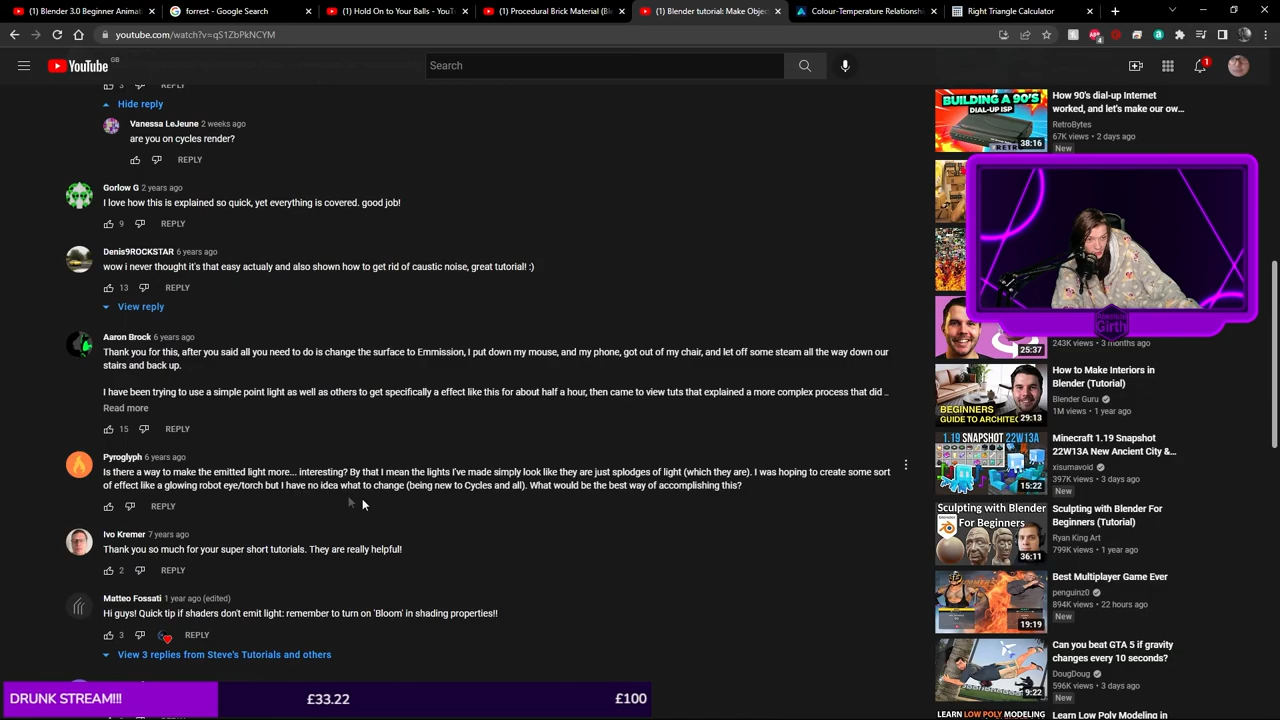 (1) Blender 3.0 Beginner Animat
forrest - Google Search
(1) Hold On to Your Balls - YouTu
(1) Procedural Brick Material (Ble
(1) Blender tutorial: Make Object
Colour-Temperature Relationsh
Right Triangle Calculator
youtube.com/watch?v=qS1ZbPkNCYM
YouTube
GB
Search
1
3
REPLY
Hide reply
Vanessa LeJeune 2 weeks ago
are you on cycles render?
REPLY
Gorlow G 2 years ago
I love how this is explained so quick, yet everything is covered. good job!
9 REPLY
Denis9ROCKSTAR 6 years ago
wow i never thought it's that easy actualy and also shown how to get rid of caustic noise, great tutorial! :)
13 REPLY
View reply
Aaron Brock 6 years ago
Thank you for this, after you said all you need to do is change the surface to Emmission, I put down my mouse, and my phone, got out of my chair, and let off some steam all the way down our
stairs and back up.
I have been trying to use a simple point light as well as others to get specifically a effect like this for about half a hour, then came to view tuts that explained a more complex process that did ..
Read more
15 REPLY
Pyroglyph 6 years ago
Is there a way to make the emitted light more... interesting? By that I mean the lights I've made simply look like they are just splodges of light (which they are). I was hoping to create some sort
of effect like a glowing robot eye/torch but I have no idea what to change (being new to Cycles and all). What would be the best way of accomplishing this?
REPLY
Ivo Kremer 7 years ago
Thank you so much for your super short tutorials. They are really helpful!
2 REPLY
Matteo Fossati 1 year ago (edited)
Hi guys! Quick tip if shaders don't emit light: remember to turn on 'Bloom' in shading properties!!
3 REPLY
View 3 replies from Steve's Tutorials and others
DRUNK STREAM!!! £33.22 £100
BUILDING A 90'S
DIAL-UP ISP
RETRO
38:16
How 90's dial-up Internet
worked, and let's make our ow...
RetroBytes
67K views • 2 days ago
New
Girth
25:37
243K views • 3 months ago
BEGINNERS
GUIDE TO ARCHITEC
29:13
How to Make Interiors in
Blender (Tutorial)
Blender Guru
1M views • 1 year ago
1.19 SNAPSHOT 22W13A
15:22
Minecraft 1.19 Snapshot
22W13A New Ancient City &...
xisumavoid
397K views • 5 days ago
New
Sculpting with Blender
For Beginners
36:11
Sculpting with Blender For
Beginners (Tutorial)
Ryan King Art
799K views • 1 year ago
19:19
Best Multiplayer Game Ever
penguinz0
894K views • 22 hours ago
New
9:22
Can you beat GTA 5 if gravity
changes every 10 seconds?
DougDoug
596K views • 3 days ago
New
LEARN LOW POLY MODELING
Learn Low Poly Modeling in